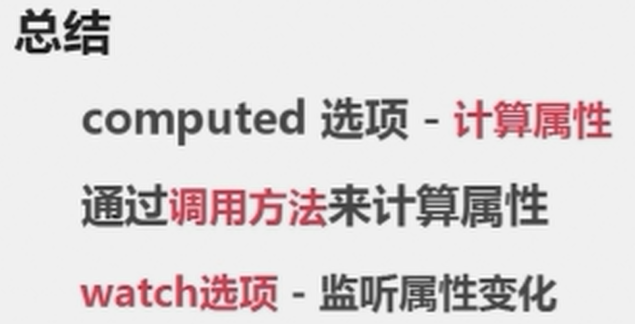 总结
computed 选项 - 计算属性
通过调用方法来计算属性
watch选项 - 监听属性变化